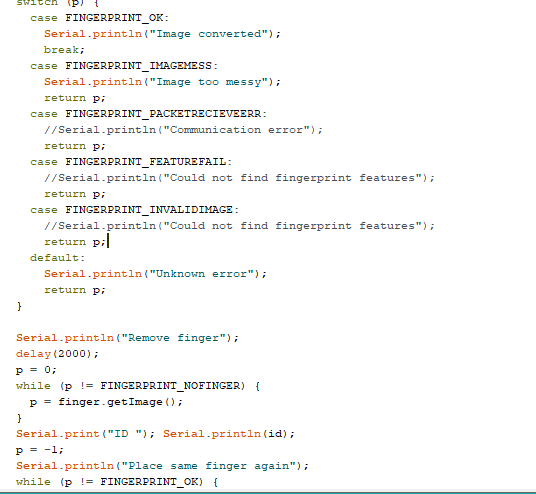 switch (p) {
case FINGERPRINT_OK:
Serial.println("Image converted");
break;
case FINGERPRINT_IMAGEMESS:
Serial.println("Image too messy");
return p;
case FINGERPRINT_PACKETRECIEVEERR:
//Serial.println("Communication error");
return p;
case FINGERPRINT_FEATUREFAIL:
//Serial.println("Could not find fingerprint features");
return p;
case FINGERPRINT_INVALIDIMAGE:
//Serial.println("Could not find fingerprint features");
return p;
default:
Serial.println("Unknown error");
return p;
}
Serial.println("Remove finger");
delay(2000);
p = 0;
while (p != FINGERPRINT_NOFINGER) {
p = finger.getImage();
}
Serial.print("ID "); Serial.println(id);
p = -1;
Serial.println("Place same finger again");
while (p != FINGERPRINT_OK) {